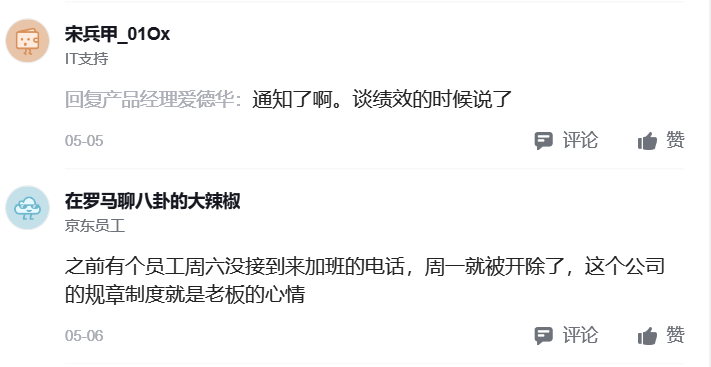 宋兵甲_01Ox
IT支持
回复产品经理爱德华：通知了啊。谈绩效的时候说了
05-05 评论 赞
在罗马聊八卦的大辣椒
京东员工
之前有个员工周六没接到来加班的电话，周一就被开除了，这个公司
的规章制度就是老板的心情
05-06 评论 赞